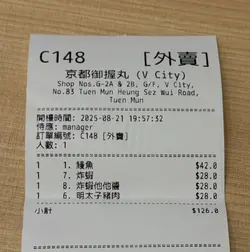 C148 [外賣]
京都御握丸 (V City)
Shop Nos.G-2A & 2B, G/F, V City,
No.83 Tuen Mun Heung Sez Wui Road,
Tuen Mun
開檯時間: 2025-08-21 19:57:32
侍應: manager
訂單編號: C148 [外賣]
人數: 1
1 1. 鰻魚 $42.0
1 7. 炸蝦 $28.0
1 8. 炸蝦他他醬 $28.0
1 6. 明太子豬肉 $28.0
小計 $126.0